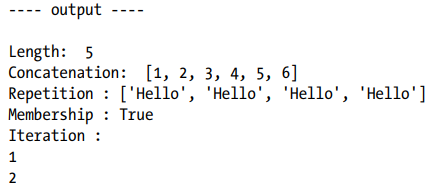 ---- output ----
Length:  5
Concatenation:  [1, 2, 3, 4, 5, 6]
Repetition : ['Hello', 'Hello', 'Hello', 'Hello']
Membership : True
Iteration :
1
2